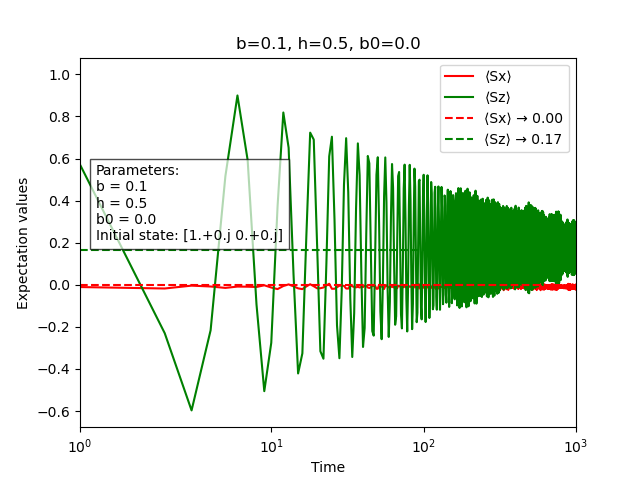 b=0.1, h=0.5, b0=0.0
Expectation values
1.0
0.8
0.6
0.4
0.2
0.0
−0.2
−0.4
−0.6
⟨Sx⟩
⟨Sz⟩
⟨Sx⟩ → 0.00
⟨Sz⟩ → 0.17
Parameters:
b = 0.1
h = 0.5
b0 = 0.0
Initial state: [1.+0.j 0.+0.j]
10⁰
10¹
10²
10³
Time